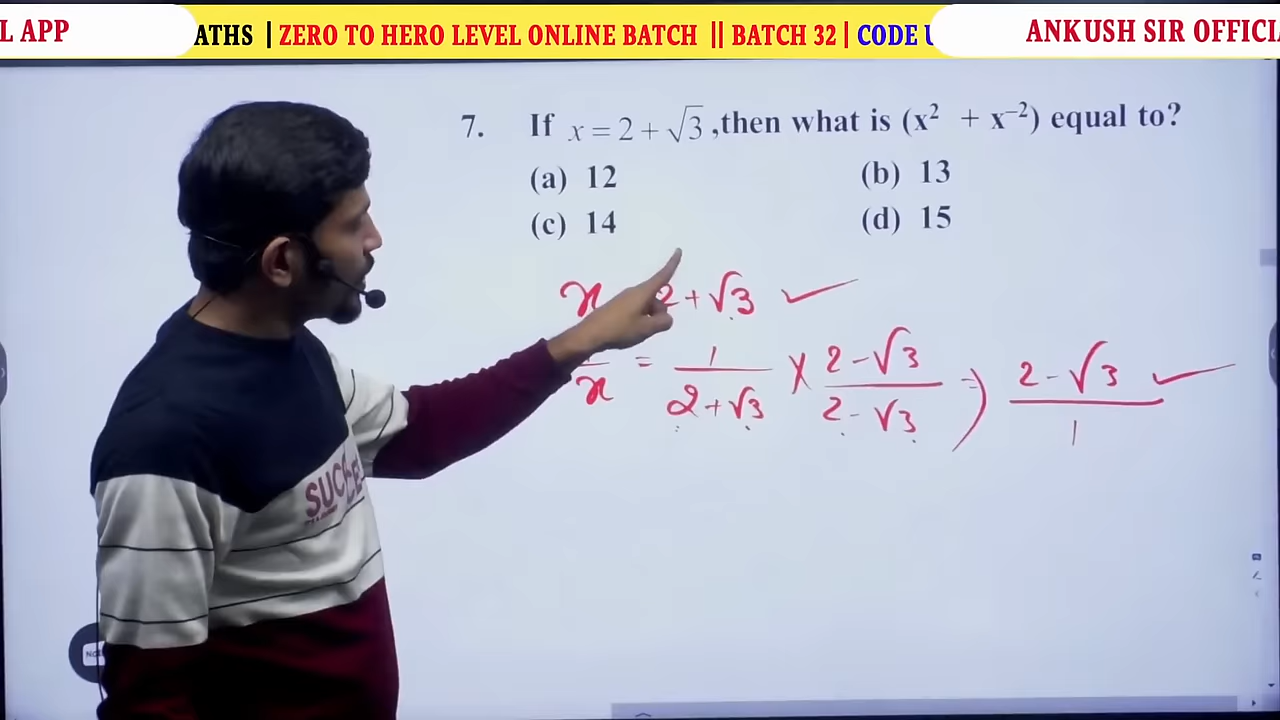 L APP
ATHS | ZERO TO HERO LEVEL ONLINE BATCH || BATCH 32 | CODE
ANKUSH SIR OFFICI
7. If x = 2 + √3 ,then what is (x² + x⁻²) equal to?
(a) 12 (b) 13
(c) 14 (d) 15
x 2+√3 ✓
1/x = 1/(2+√3) × (2-√3)/(2-√3) ⇒ (2-√3)/1 ✓
SUCCE